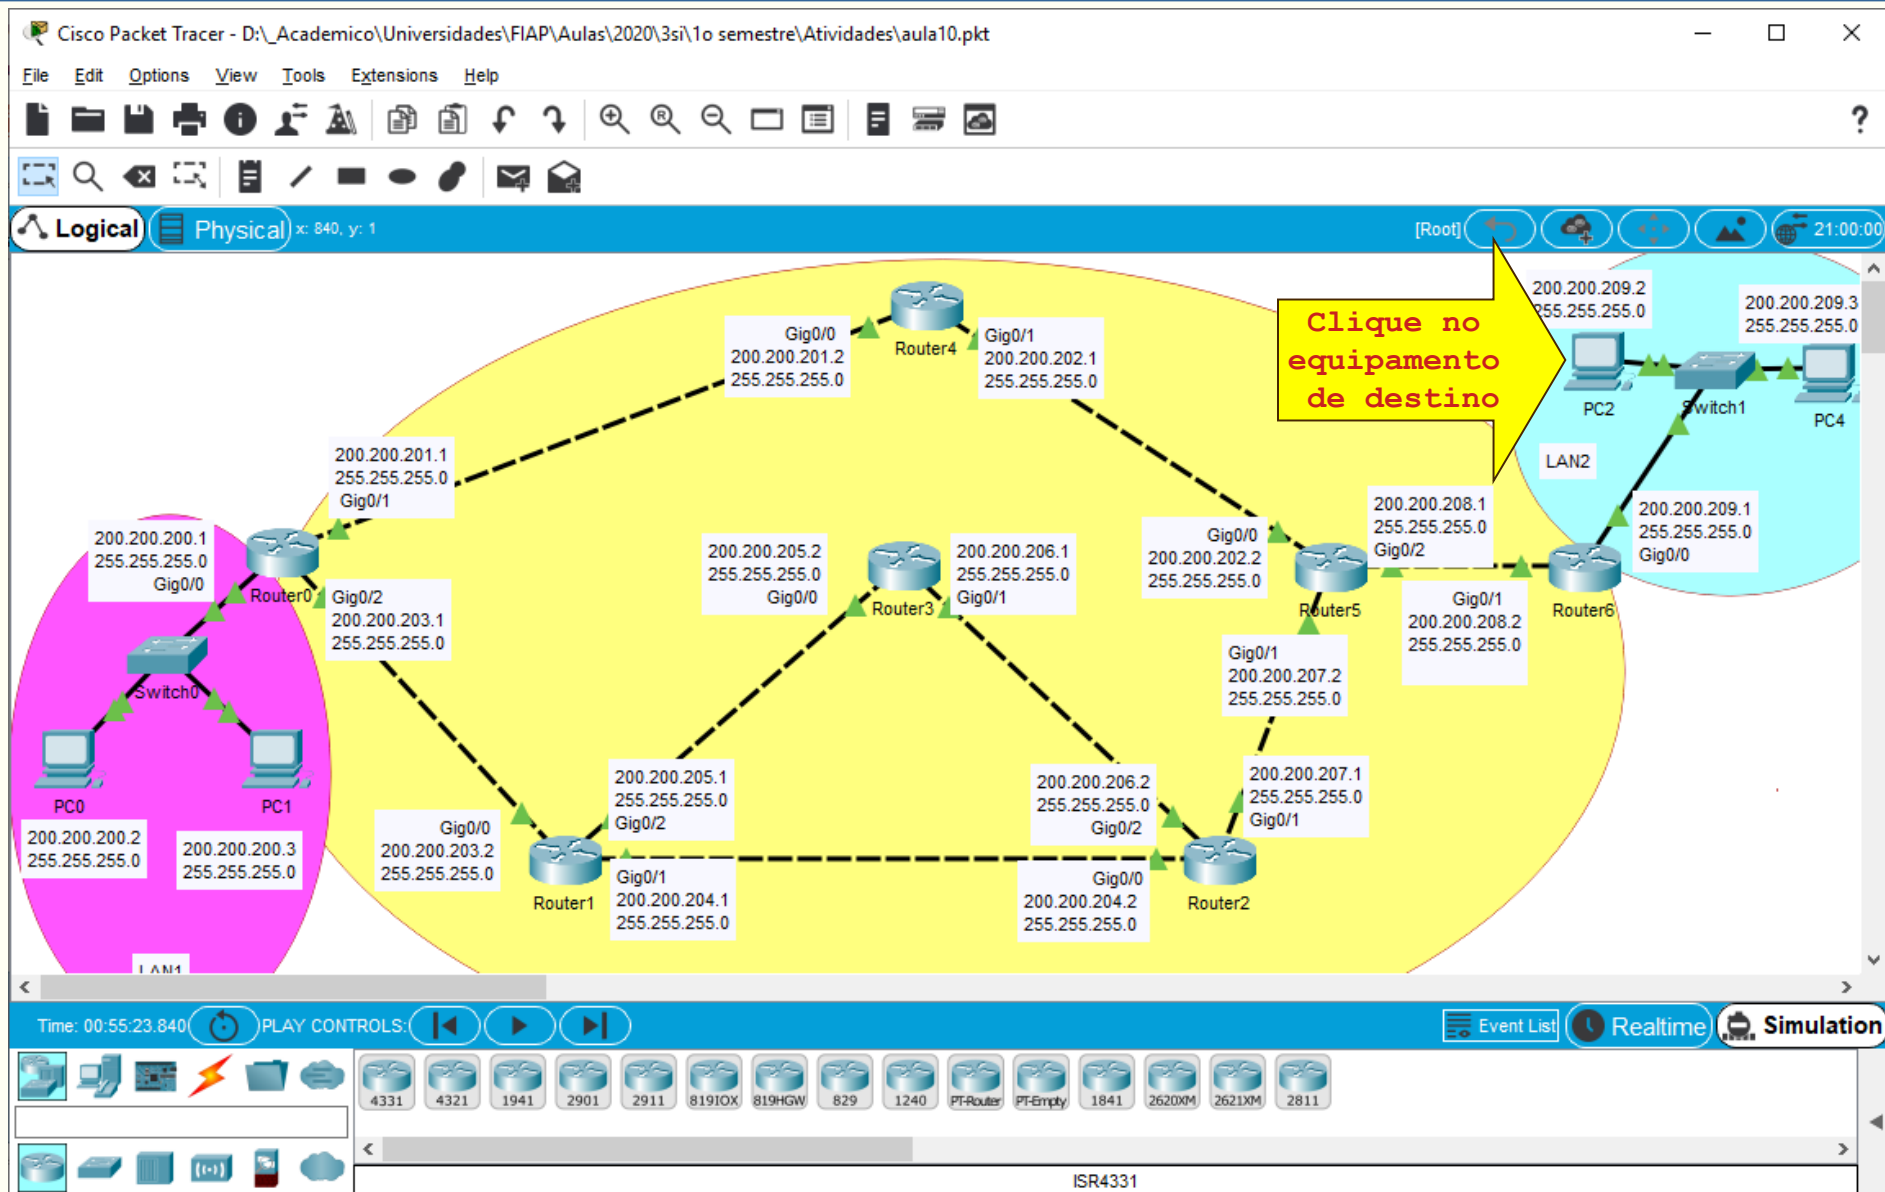 Cisco Packet Tracer - D:\_Academico\Universidades\FIAP\Aulas\2020\3si\1o semestre\Atividades\aula10.pkt
File Edit Options View Tools Extensions Help
?
Logical Physical x: 840, y: 1 [Root] 21:00:00
Clique no
equipamento
de destino
200.200.209.2
255.255.255.0
200.200.209.3
255.255.255.0
PC2
Switch1
PC4
LAN2
200.200.209.1
255.255.255.0
Gig0/0
Gig0/0
200.200.201.2
255.255.255.0
Router4
Gig0/1
200.200.202.1
255.255.255.0
200.200.201.1
255.255.255.0
Gig0/1
200.200.200.1
255.255.255.0
Gig0/0
Router0
Gig0/2
200.200.203.1
255.255.255.0
200.200.205.2
255.255.255.0
Gig0/0
Router3
200.200.206.1
255.255.255.0
Gig0/1
Gig0/0
200.200.202.2
255.255.255.0
200.200.208.1
255.255.255.0
Gig0/2
Router5
Gig0/1
200.200.208.2
255.255.255.0
Router6
Gig0/1
200.200.207.2
255.255.255.0
Switch0
PC0
200.200.200.2
255.255.255.0
PC1
200.200.200.3
255.255.255.0
LAN1
Gig0/0
200.200.203.2
255.255.255.0
200.200.205.1
255.255.255.0
Gig0/2
Router1
Gig0/1
200.200.204.1
255.255.255.0
200.200.206.2
255.255.255.0
Gig0/2
200.200.207.1
255.255.255.0
Gig0/1
Gig0/0
200.200.204.2
255.255.255.0
Router2
Time: 00:55:23.840 PLAY CONTROLS: Event List Realtime Simulation
4331 4321 1941 2901 2911 819IOX 819HGW 829 1240 PT-Router PT-Empty 1841 2620XM 2621XM 2811
ISR4331